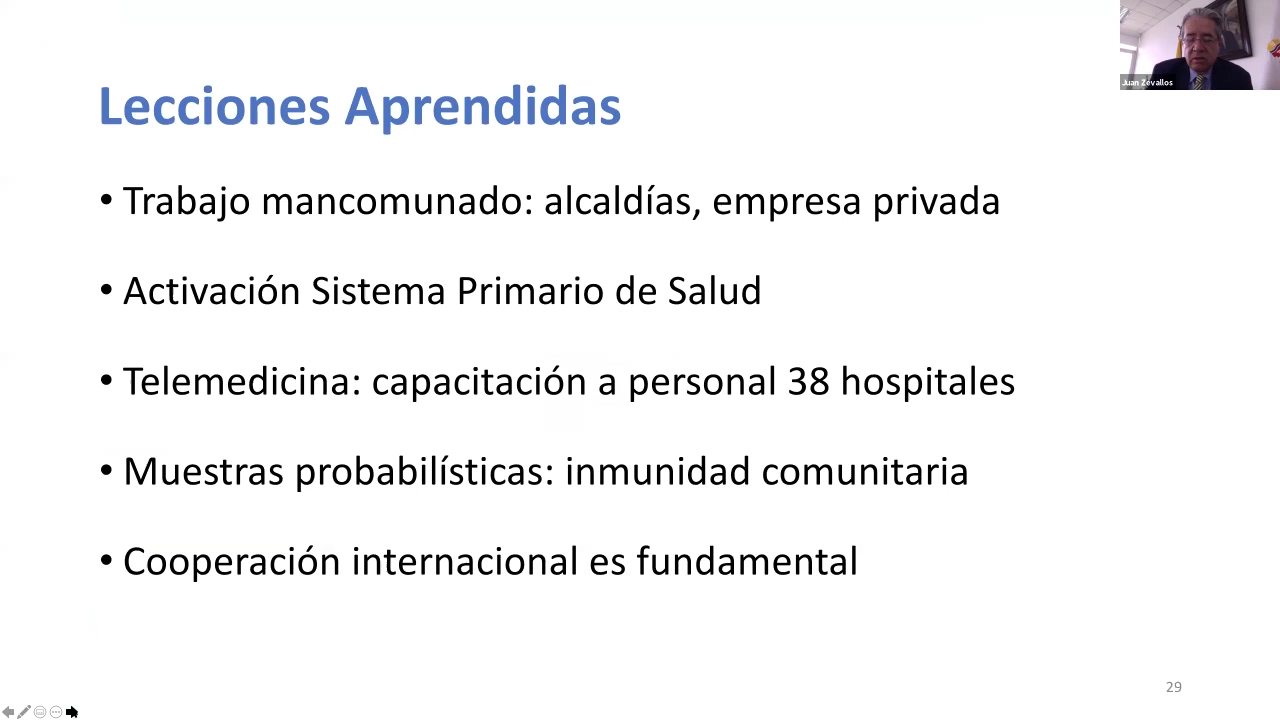 Juan Zevallos
Lecciones Aprendidas
• Trabajo mancomunado: alcaldías, empresa privada
• Activación Sistema Primario de Salud
• Telemedicina: capacitación a personal 38 hospitales
• Muestras probabilísticas: inmunidad comunitaria
• Cooperación internacional es fundamental
29